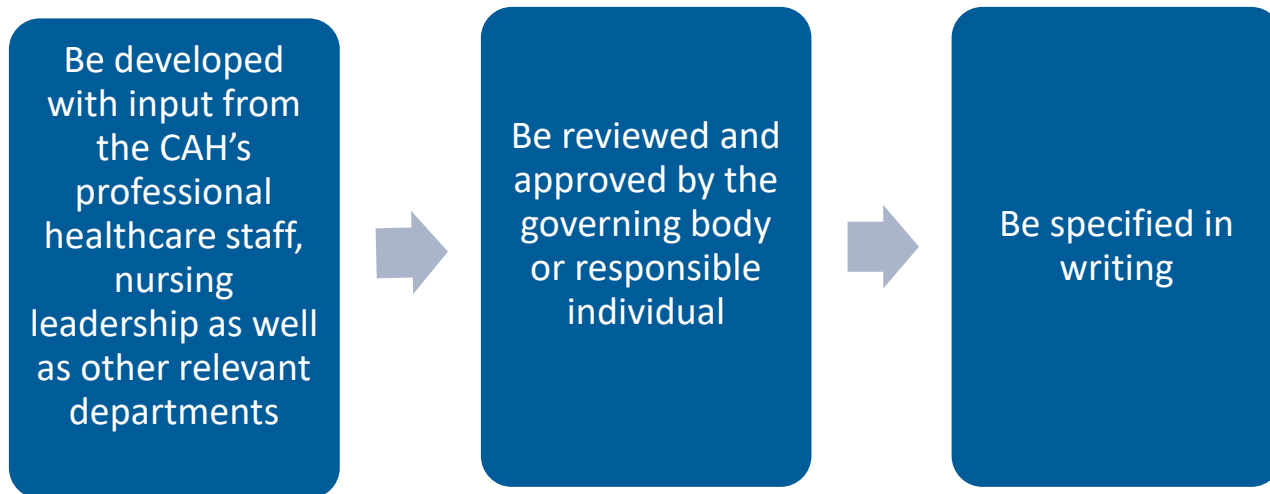 Be developed
with input from
the CAH’s
professional
healthcare staff,
nursing
leadership as well
as other relevant
departments
Be reviewed and
approved by the
governing body
or responsible
individual
Be specified in
writing